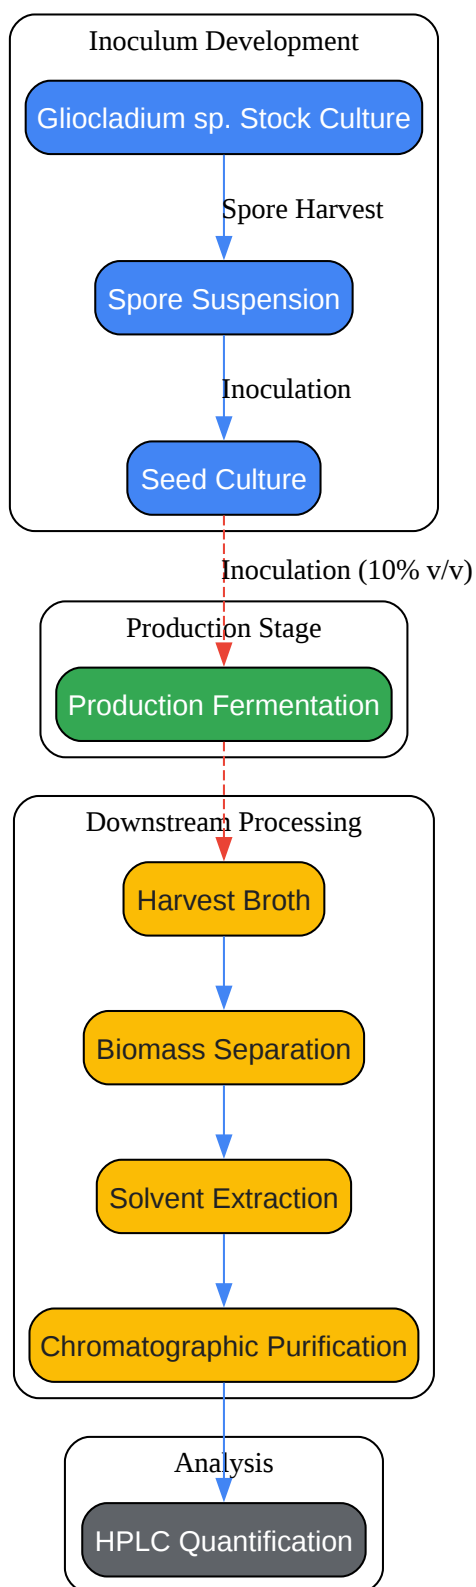 Inoculum Development
Gliocladium sp. Stock Culture
Spore Harvest
Spore Suspension
Inoculation
Seed Culture
Inoculation (10% v/v)
Production Stage
Production Fermentation
Downstream Processing
Harvest Broth
Biomass Separation
Solvent Extraction
Chromatographic Purification
Analysis
HPLC Quantification